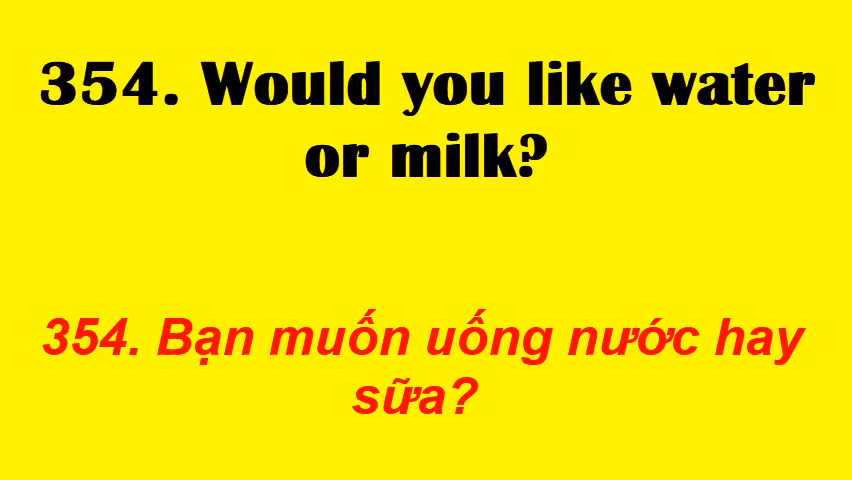 354. Would you like water
or milk?
354. Bạn muốn uống nước hay
sữa?